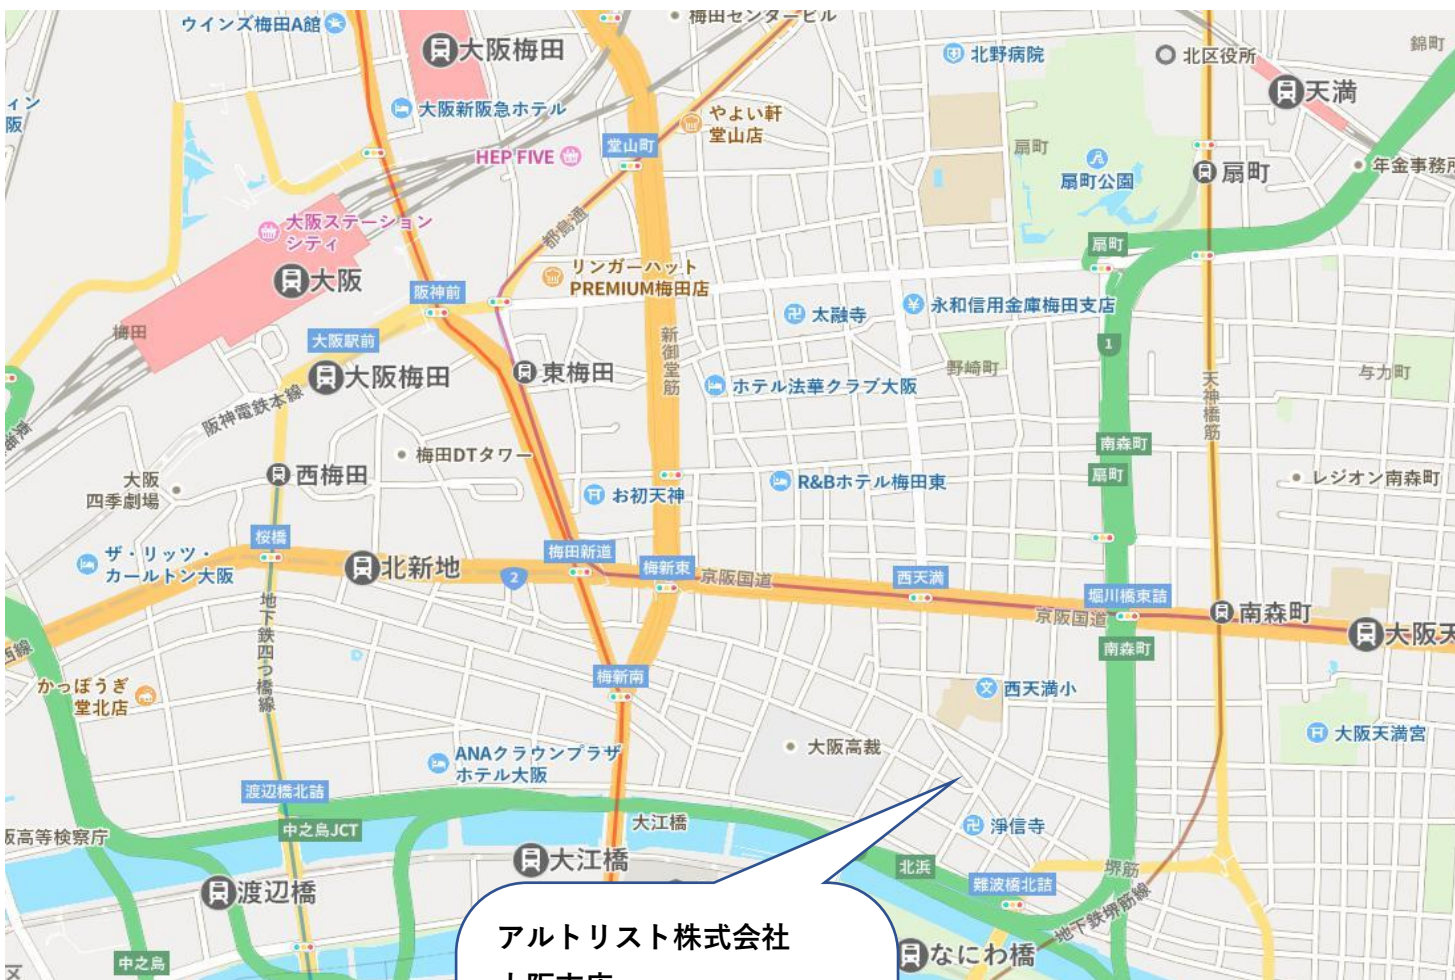 ウインズ梅田A館
大阪梅田
梅田センタービル
北野病院
北区役所
錦町
天満
大阪新阪急ホテル
やよい軒
堂山店
堂山町
HEP FIVE
扇町
扇町公園
扇町
年金事務所
大阪ステーション
シティ
都島通
大阪
阪神前
リンガーハット
PREMIUM梅田店
扇町
太融寺
永和信用金庫梅田支店
梅田
大阪駅前
新御堂筋
1
大阪梅田
東梅田
ホテル法華クラブ大阪
野崎町
与力町
天神橋筋
阪神電鉄本線
梅田DTタワー
南森町
西梅田
大阪
四季劇場
お初天神
R&Bホテル梅田東
扇町
レジオン南森町
桜橋
ザ・リッツ・
カールトン大阪
北新地
2
梅田新道
梅新東
京阪国道
西天満
堀川橋東詰
京阪国道
南森町
大阪天
地下鉄四つ橋線
南森町
梅新南
かっぽうぎ
堂北店
西天満小
大阪天満宮
大阪高裁
ANAクラウンプラザ
ホテル大阪
渡辺橋北詰
中之島JCT
大江橋
浄信寺
阪高等検察庁
大江橋
北浜
堺筋
難波橋北詰
渡辺橋
地下鉄堺筋線
アルトリスト株式会社
なにわ橋
中之島
区